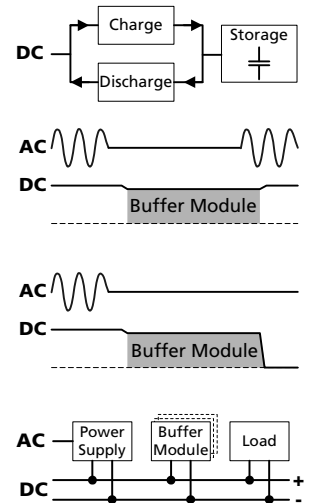 Charge
Storage
DC
Discharge
AC
DC
Buffer Module
AC
DC
Buffer Module
AC
Power
Supply
Buffer
Module
Load
DC
+
-